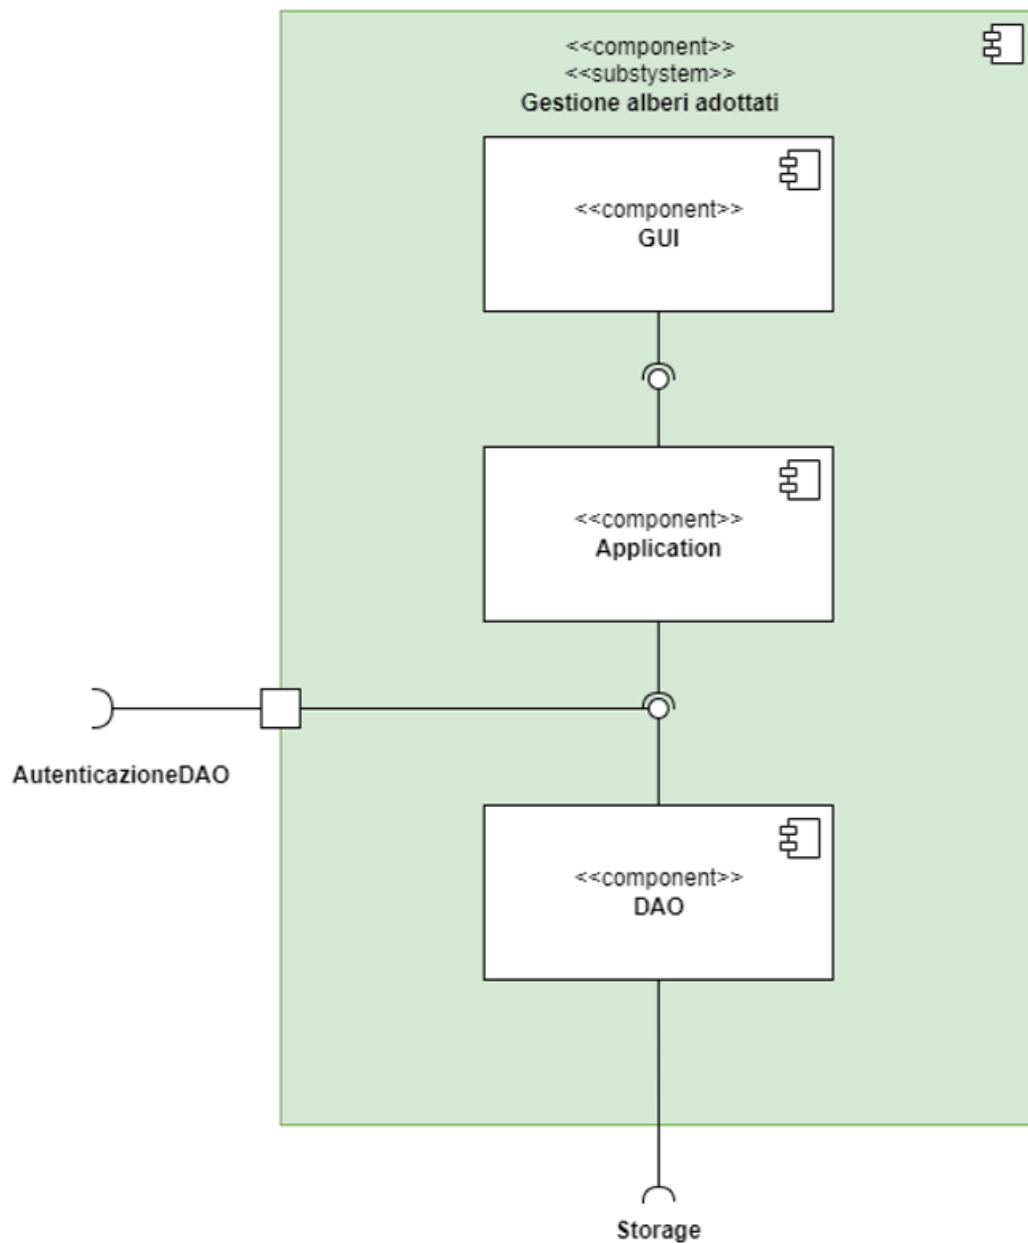 <<component>>
<<substystem>>
Gestione alberi adottati
<<component>>
GUI
<<component>>
Application
AutenticazioneDAO
<<component>>
DAO
Storage